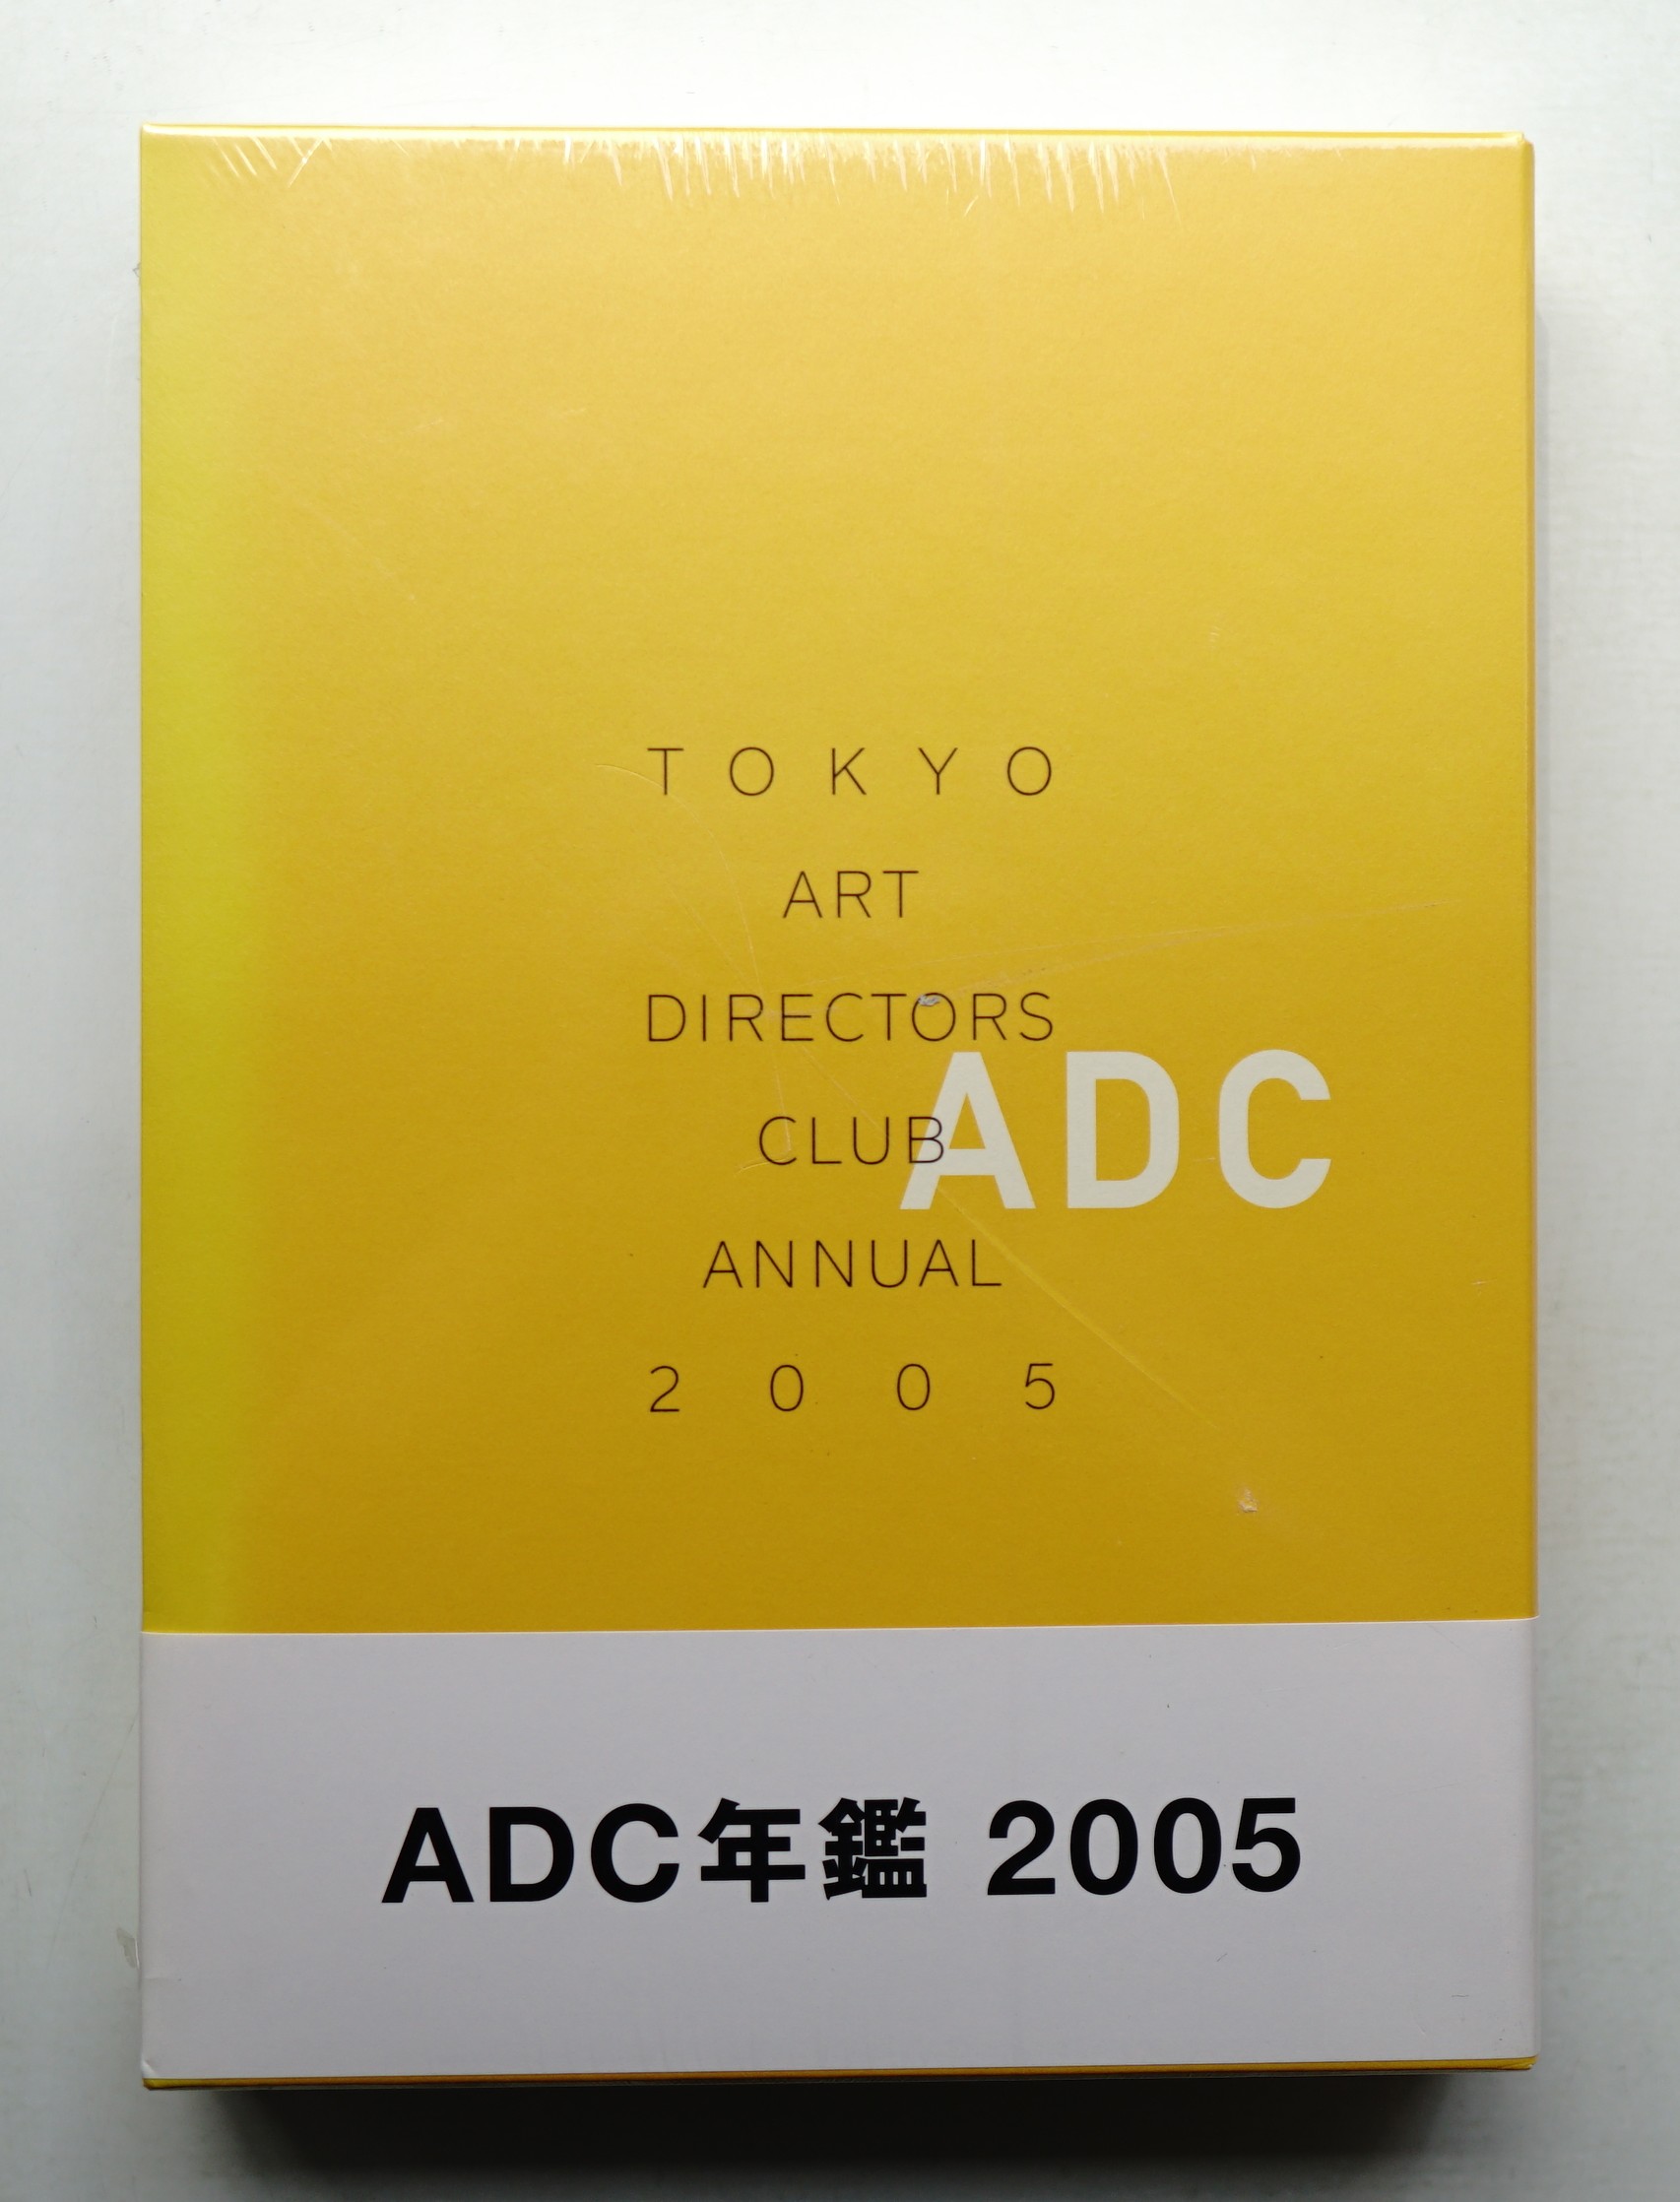 TOKYO
ART
DIRECTORS
ADC
CLUB
ANNUAL
2005
ADC年鑑 2005